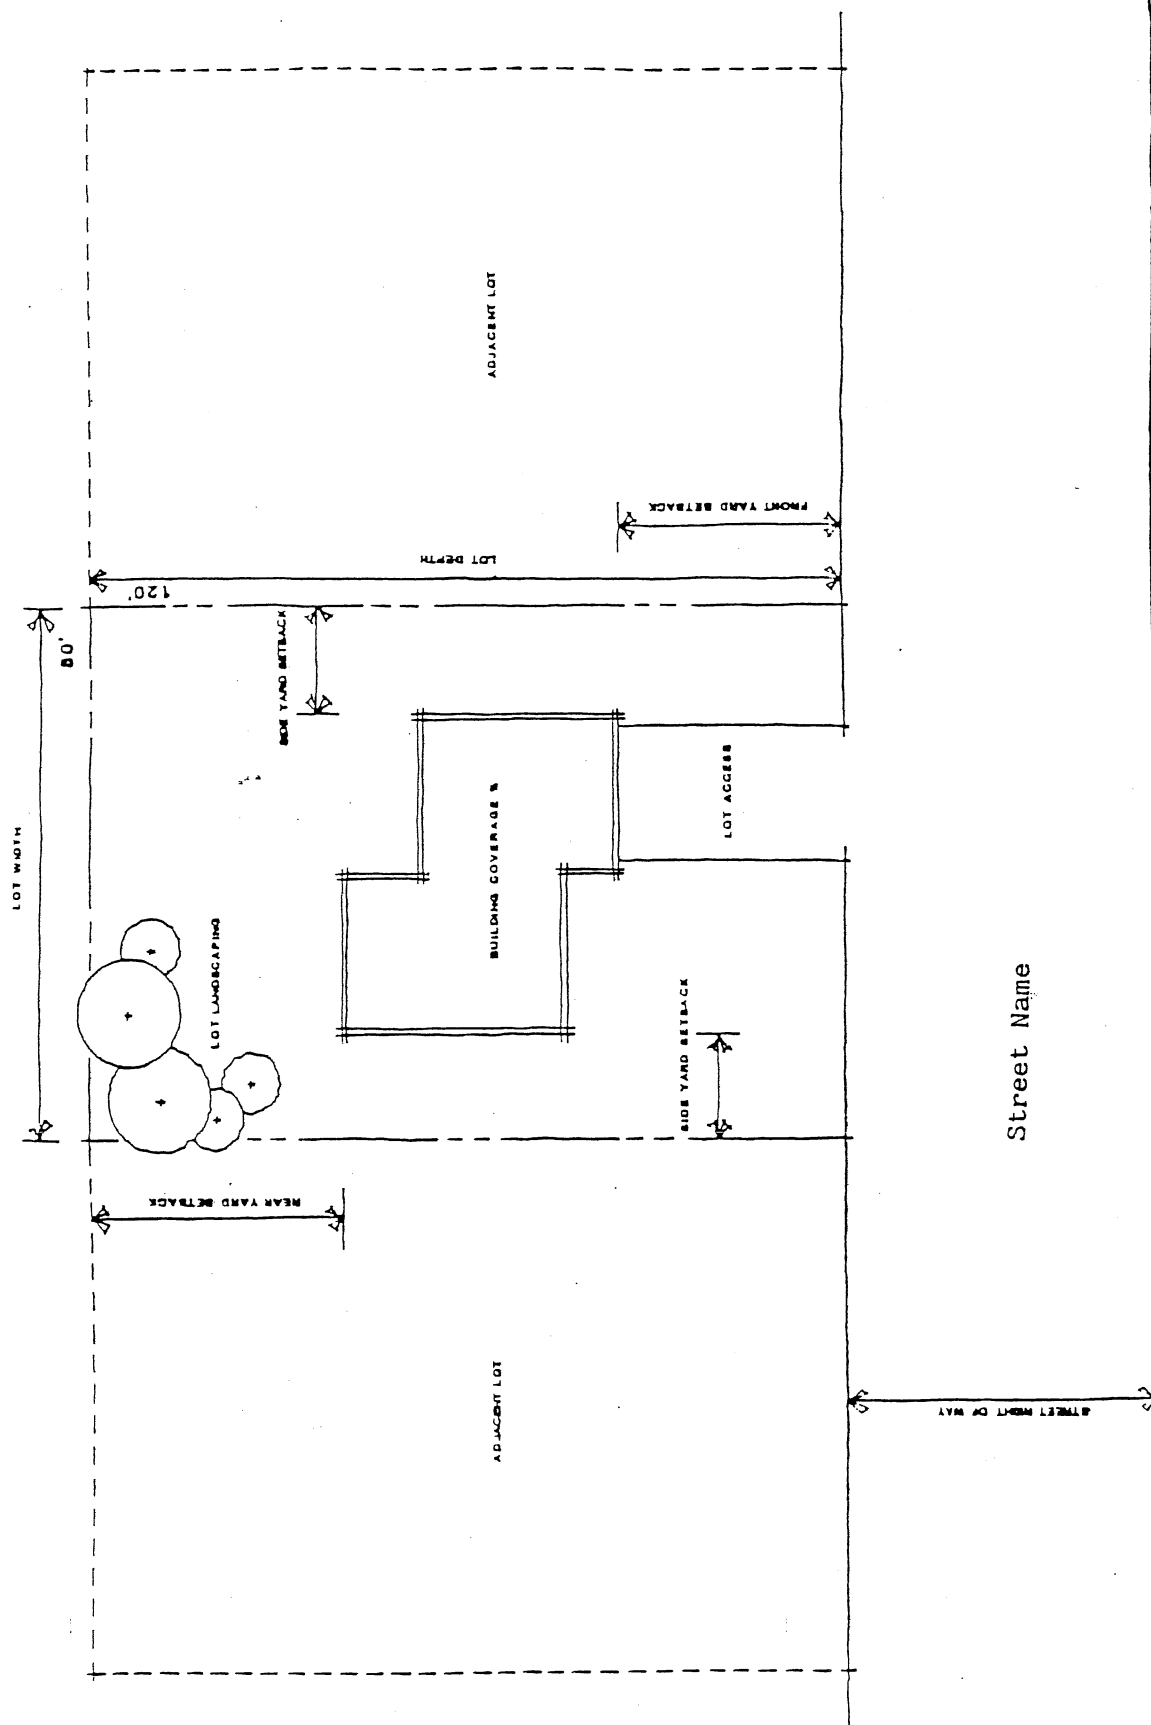 LOT WIDTH
80'
120'
REAR YARD SETBACK
LOT LANDSCAPING
SIDE YARD SETBACK
LOT DEPTH
ADJACENT LOT
BUILDING COVERAGE %
ADJACENT LOT
SIDE YARD SETBACK
LOT ACCESS
FRONT YARD SETBACK
STREET RIGHT OF WAY
Street Name